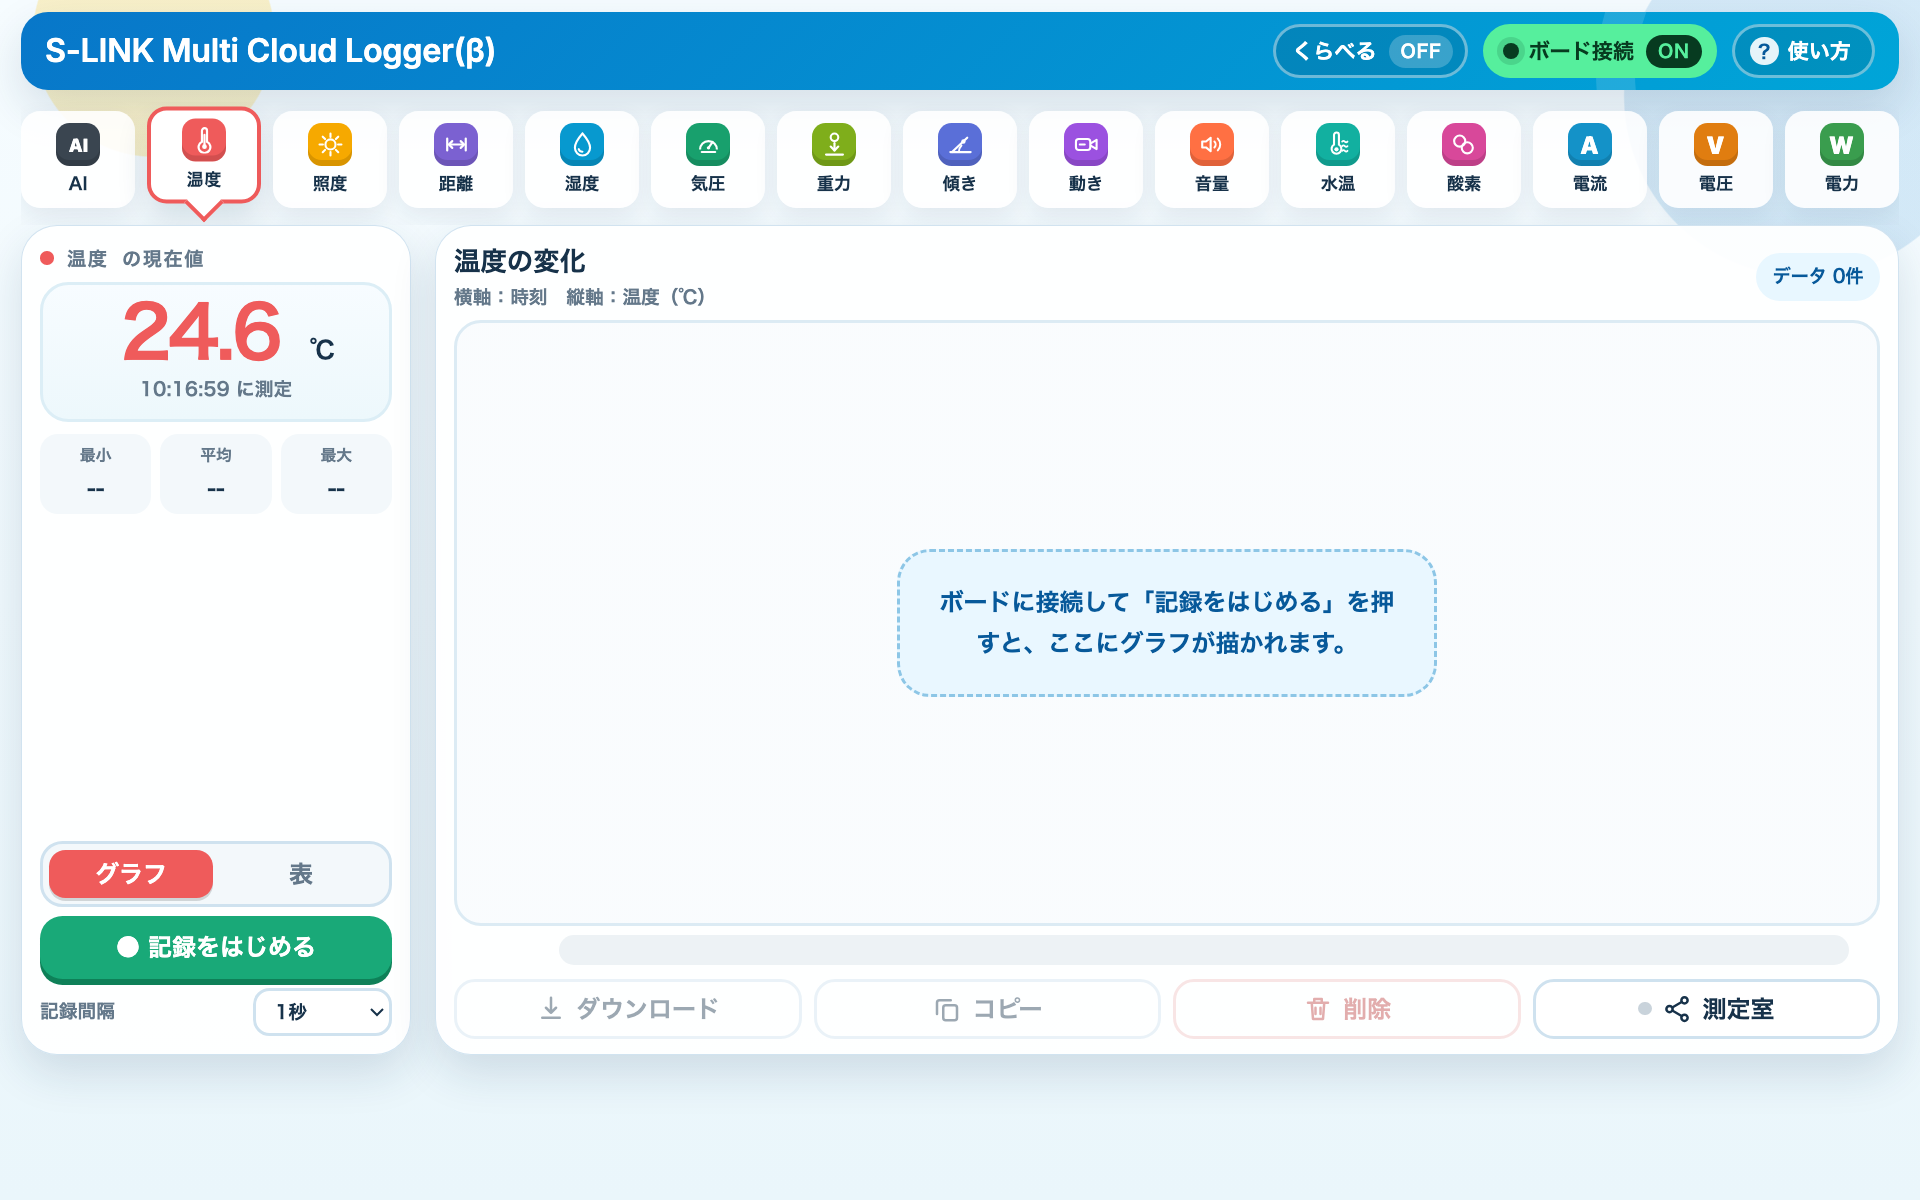 S-LINK Multi Cloud Logger(β)
くらべる OFF
ボード接続 ON
? 使い方
AI
AI
温度
照度
距離
湿度
気圧
重力
傾き
動き
音量
水温
酸素
A
電流
V
電圧
W
電力
温度 の現在値
24.6 ℃
10:16:59 に測定
最小
--
平均
--
最大
--
グラフ
表
記録をはじめる
記録間隔
1秒
温度の変化
横軸：時刻 縦軸：温度（℃）
データ 0件
ボードに接続して「記録をはじめる」を押
すと、ここにグラフが描かれます。
ダウンロード
コピー
削除
測定室